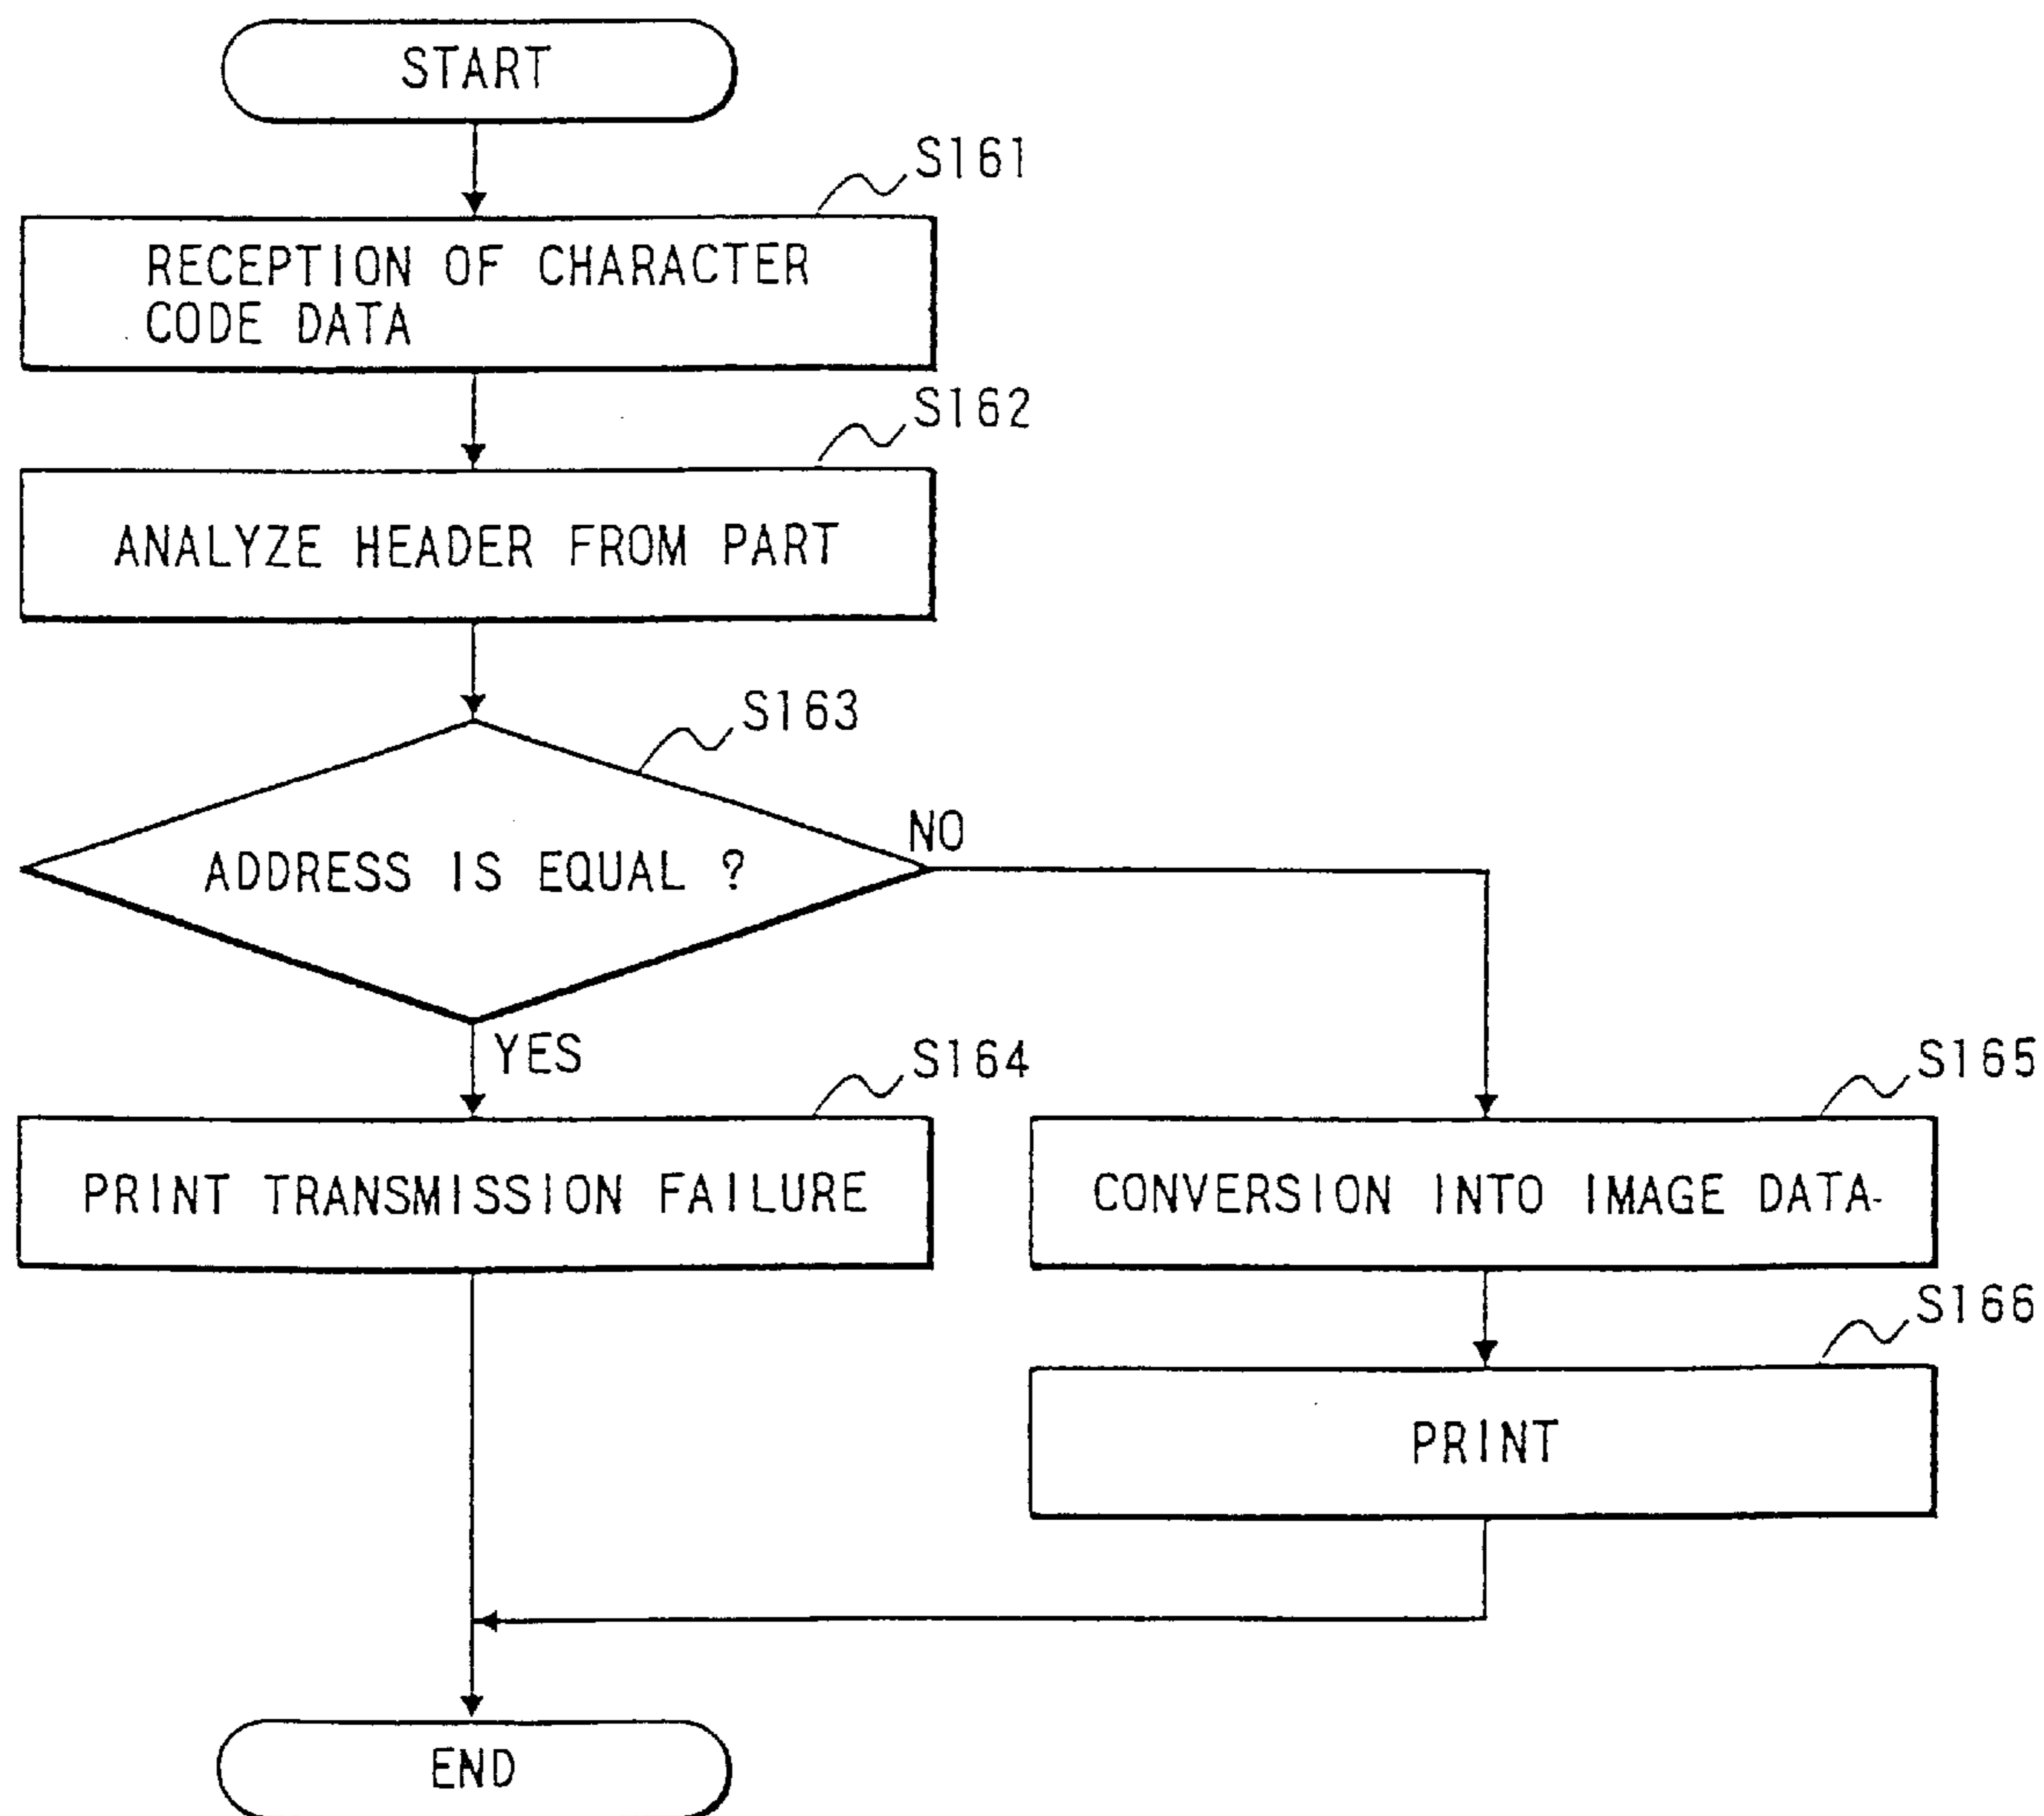 START
S161
RECEPTION OF CHARACTER
CODE DATA
S162
ANALYZE HEADER FROM PART
S163
ADDRESS IS EQUAL ?
NO
YES
S164
S165
PRINT TRANSMISSION FAILURE
CONVERSION INTO IMAGE DATA
S166
PRINT
END